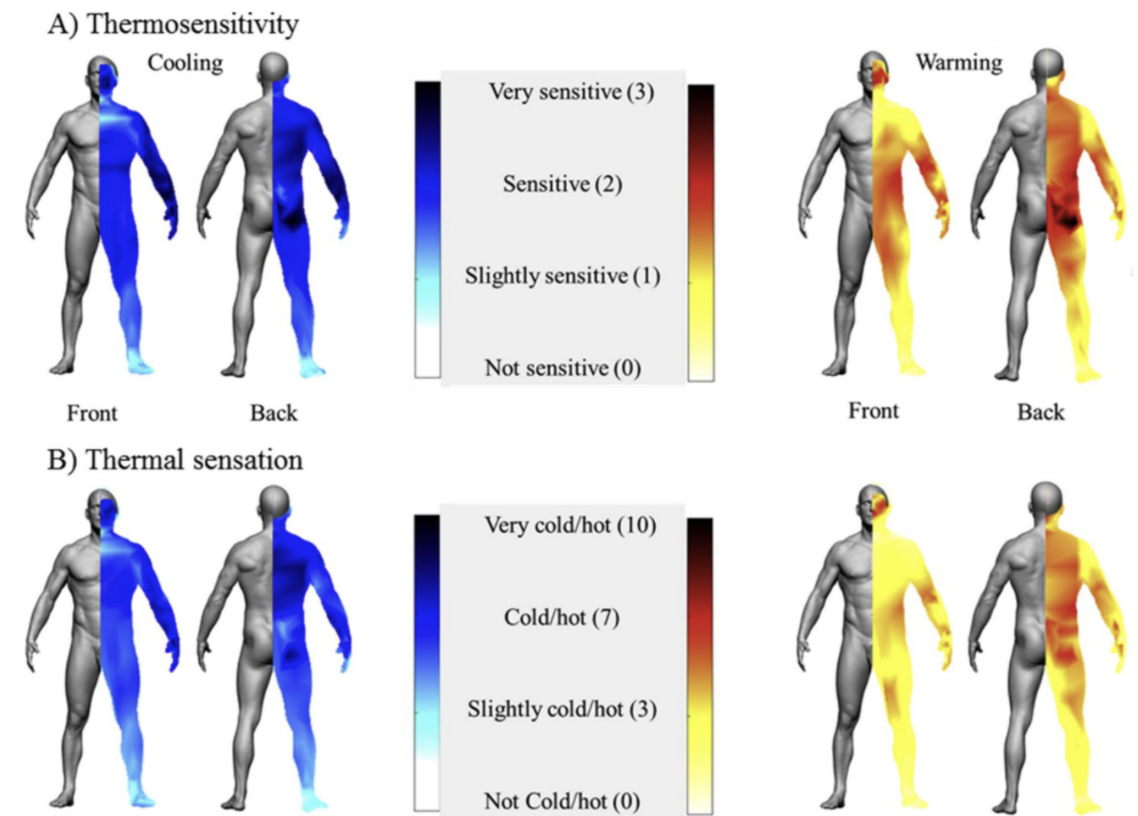 A) Thermosensitivity
Cooling
Warming
Very sensitive (3)
Sensitive (2)
Slightly sensitive (1)
Not sensitive (0)
Front
Back
Front
Back
B) Thermal sensation
Very cold/hot (10)
Cold/hot (7)
Slightly cold/hot (3)
Not Cold/hot (0)